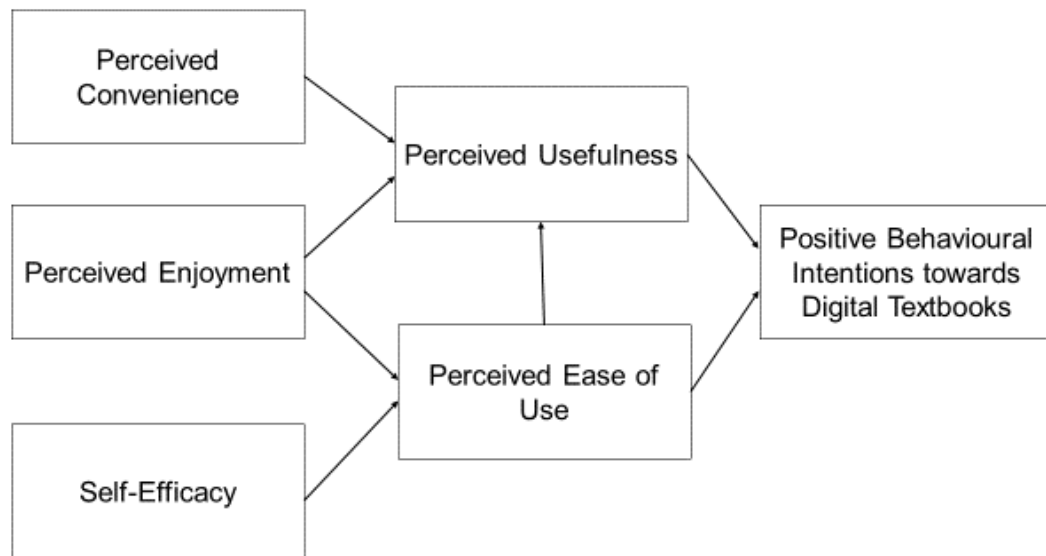 Perceived
Convenience
Perceived Usefulness
Perceived Enjoyment
Positive Behavioural
Intentions towards
Digital Textbooks
Perceived Ease of
Use
Self-Efficacy